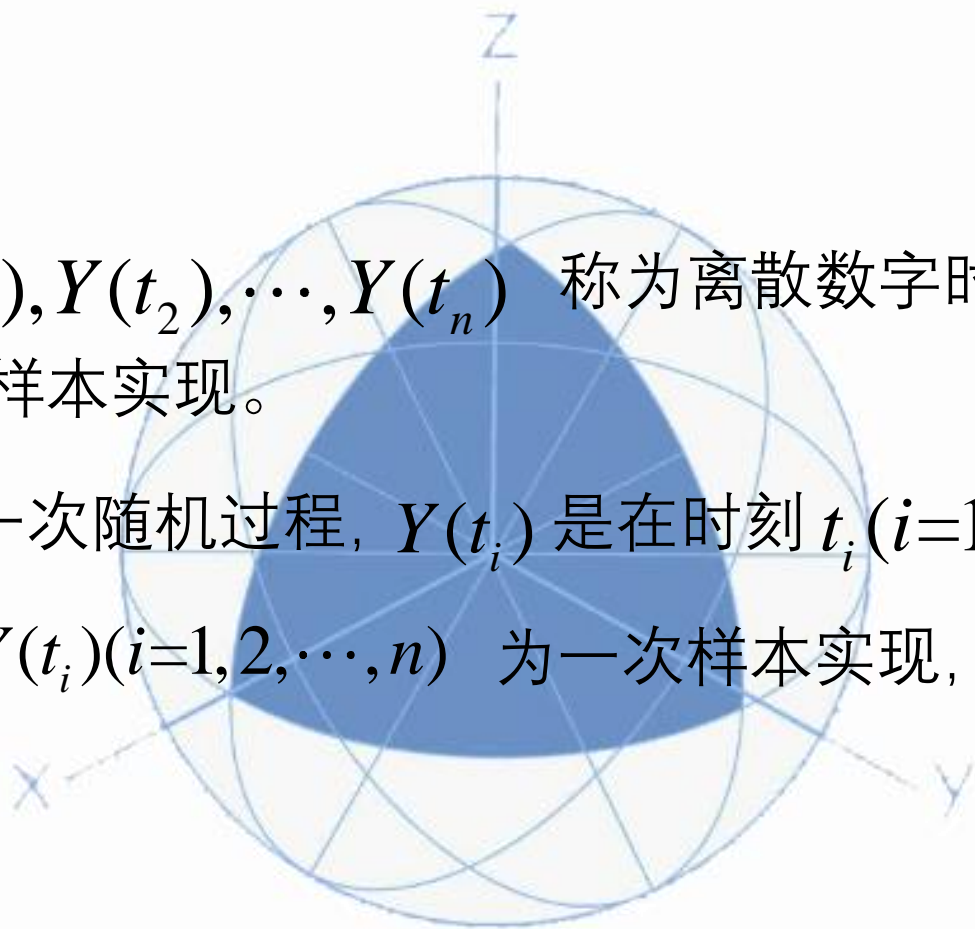 Z
),Y(t₂),⋯,Y(tₙ) 称为离散数字时
样本实现。
一次随机过程, Y(tᵢ) 是在时刻 tᵢ(i=1
Y(tᵢ)(i=1,2,⋯,n) 为一次样本实现,
X Y